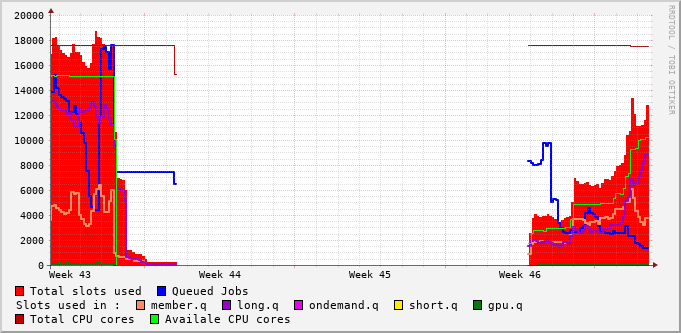 RRDTOOL / TOBI OETIKER
20000
18000
16000
14000
12000
10000
8000
6000
4000
2000
0
Week 43 Week 44 Week 45 Week 46
Total slots used Queued Jobs
Slots used in : member.q long.q ondemand.q short.q gpu.q
Total CPU cores Availale CPU cores